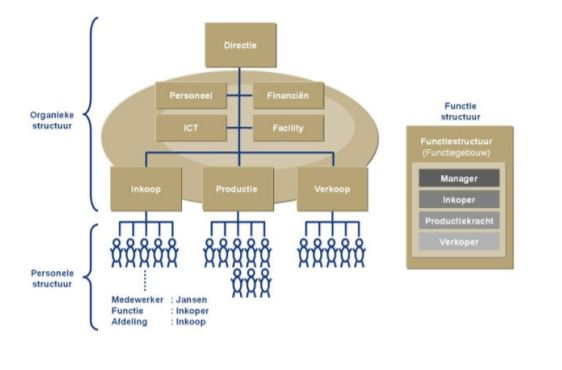 Directie
Personeel
Financiën
ICT
Facility
Organieke
structuur
Inkoop
Productie
Verkoop
Personele
structuur
Medewerker : Jansen
Functie : Inkoper
Afdeling : Inkoop
Functie
structuur
Functiestructuur
(Functiegebouw)
Manager
Inkoper
Productiekracht
Verkoper